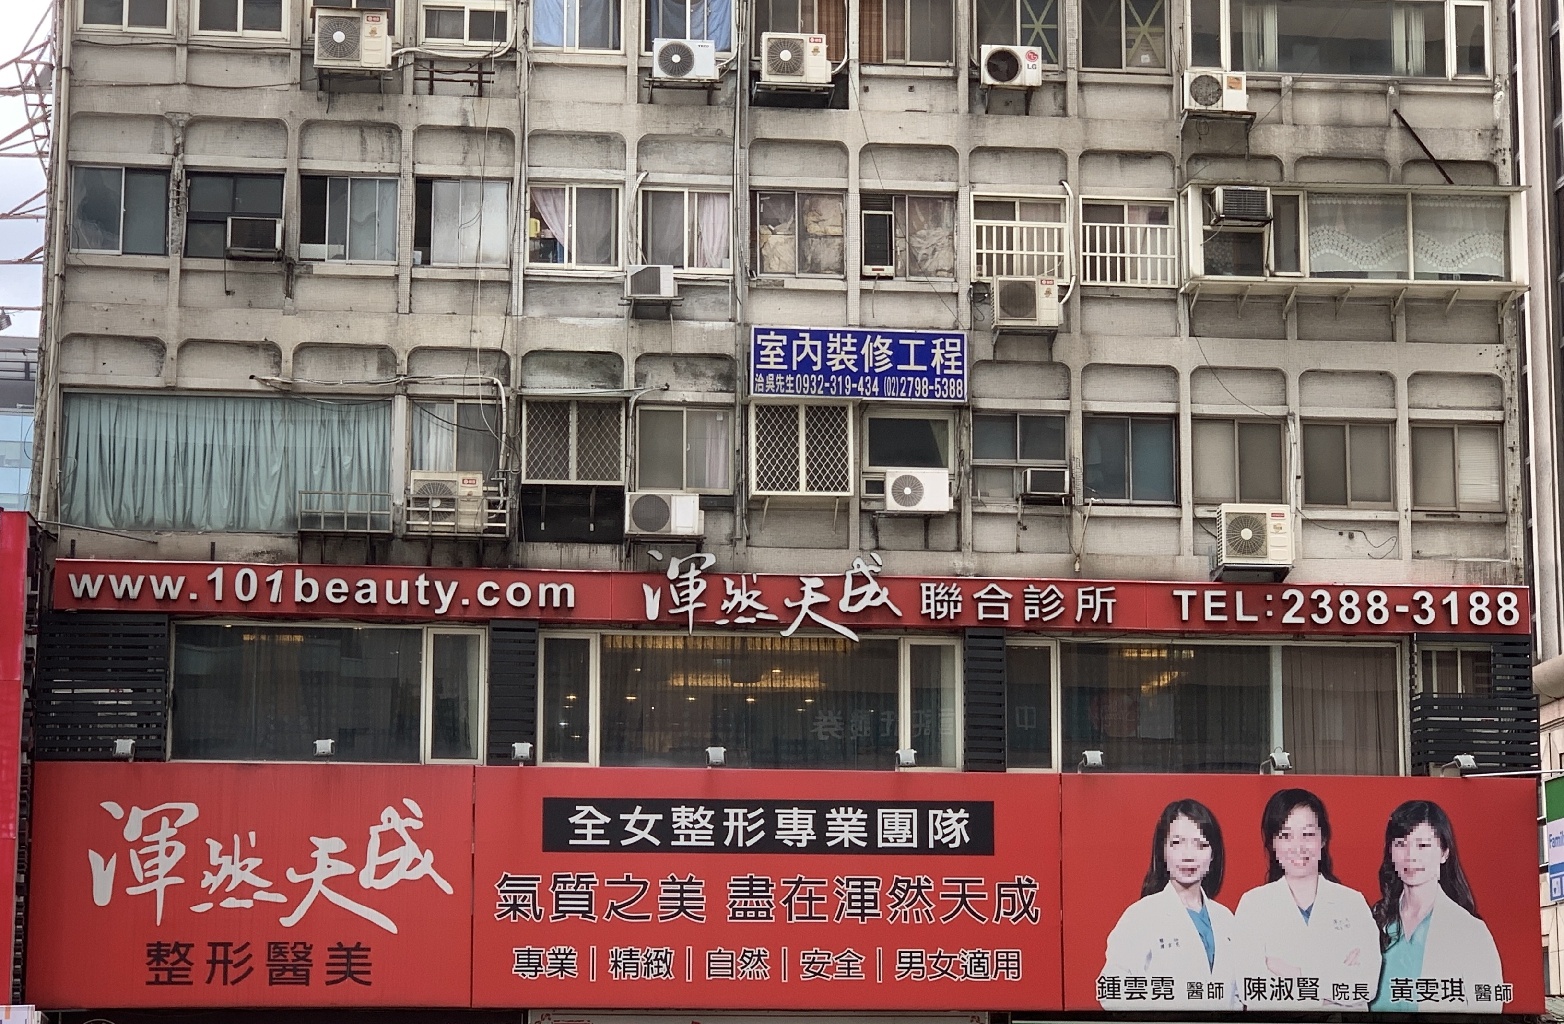 室內裝修工程
洽吳先生0932-319-434 (02)2798-5388
www.101beauty.com 渾然天成 聯合診所 TEL:2388-3188
渾然天成
整形醫美
全女整形專業團隊
氣質之美 盡在渾然天成
專業|精緻|自然|安全|男女適用
鍾雲霓 醫師 陳淑賢 院長 黃雯琪 醫師
LG
Famil